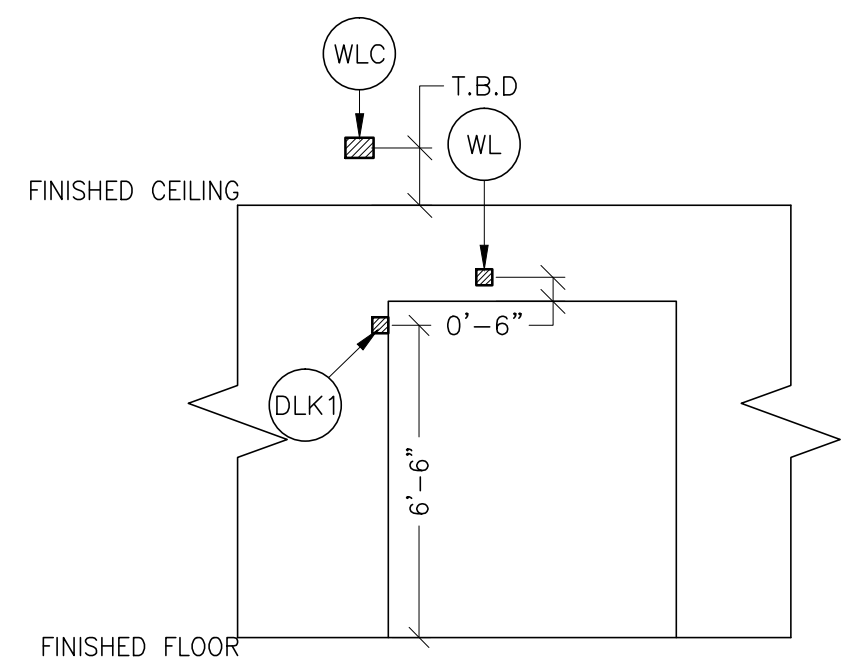 WLC
T.B.D
WL
FINISHED CEILING
0'-6"
DLK1
6'-6"
FINISHED FLOOR